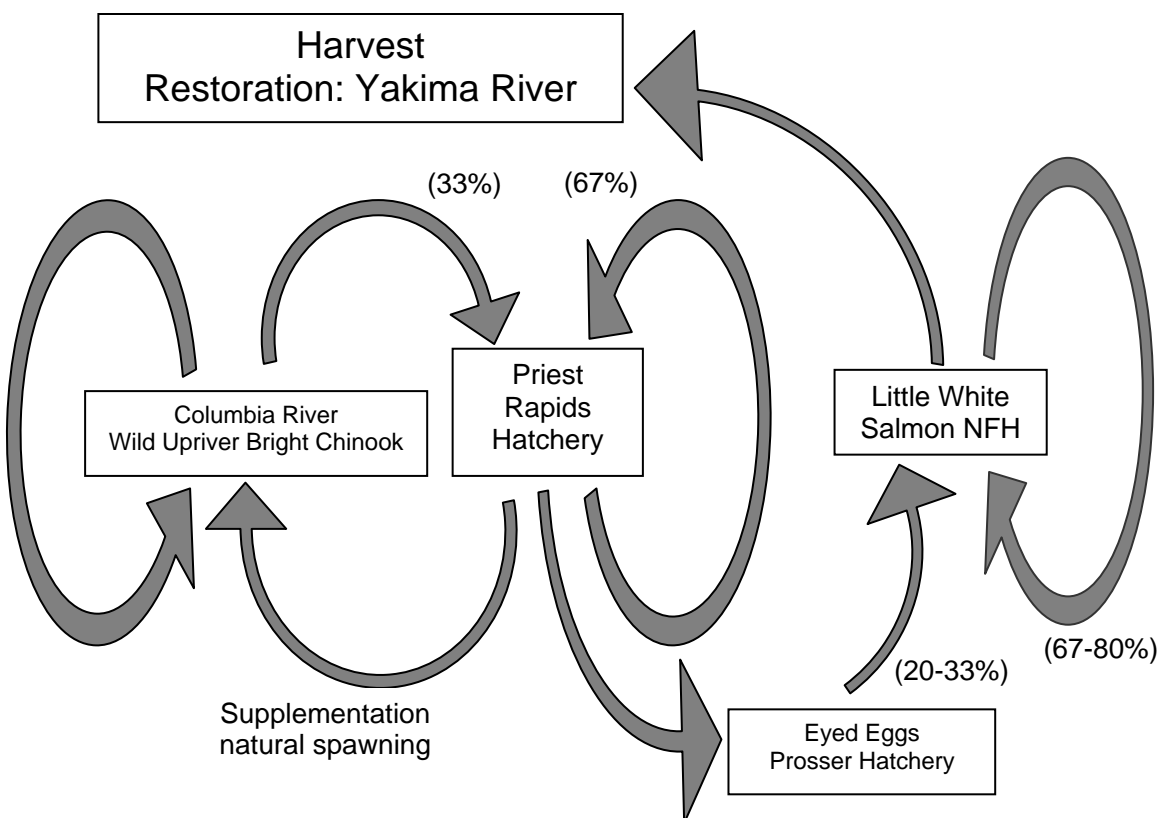 Harvest
Restoration: Yakima River
(33%)
(67%)
Priest
Rapids
Hatchery
Columbia River
Wild Upriver Bright Chinook
Little White
Salmon NFH
(67-80%)
(20-33%)
Supplementation
natural spawning
Eyed Eggs
Prosser Hatchery